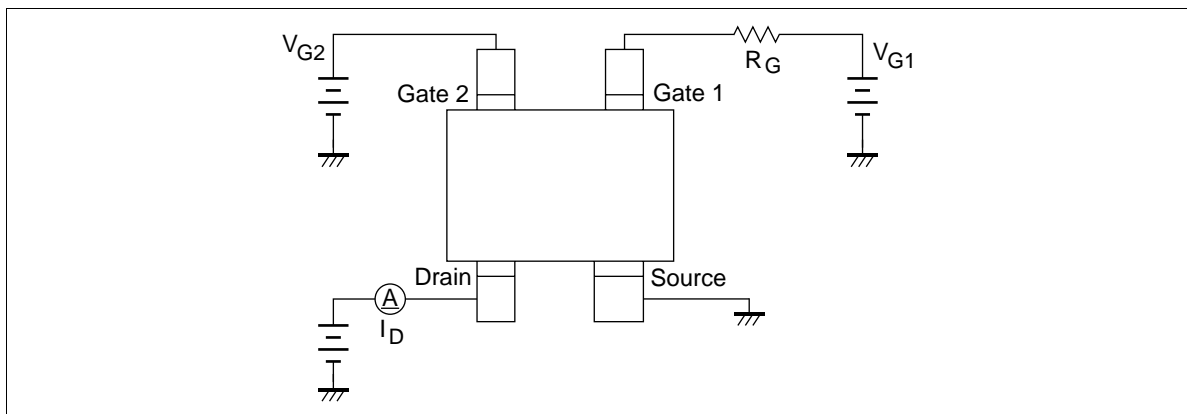 VG2
RG
VG1
Gate 2
Gate 1
Drain
Source
A
ID